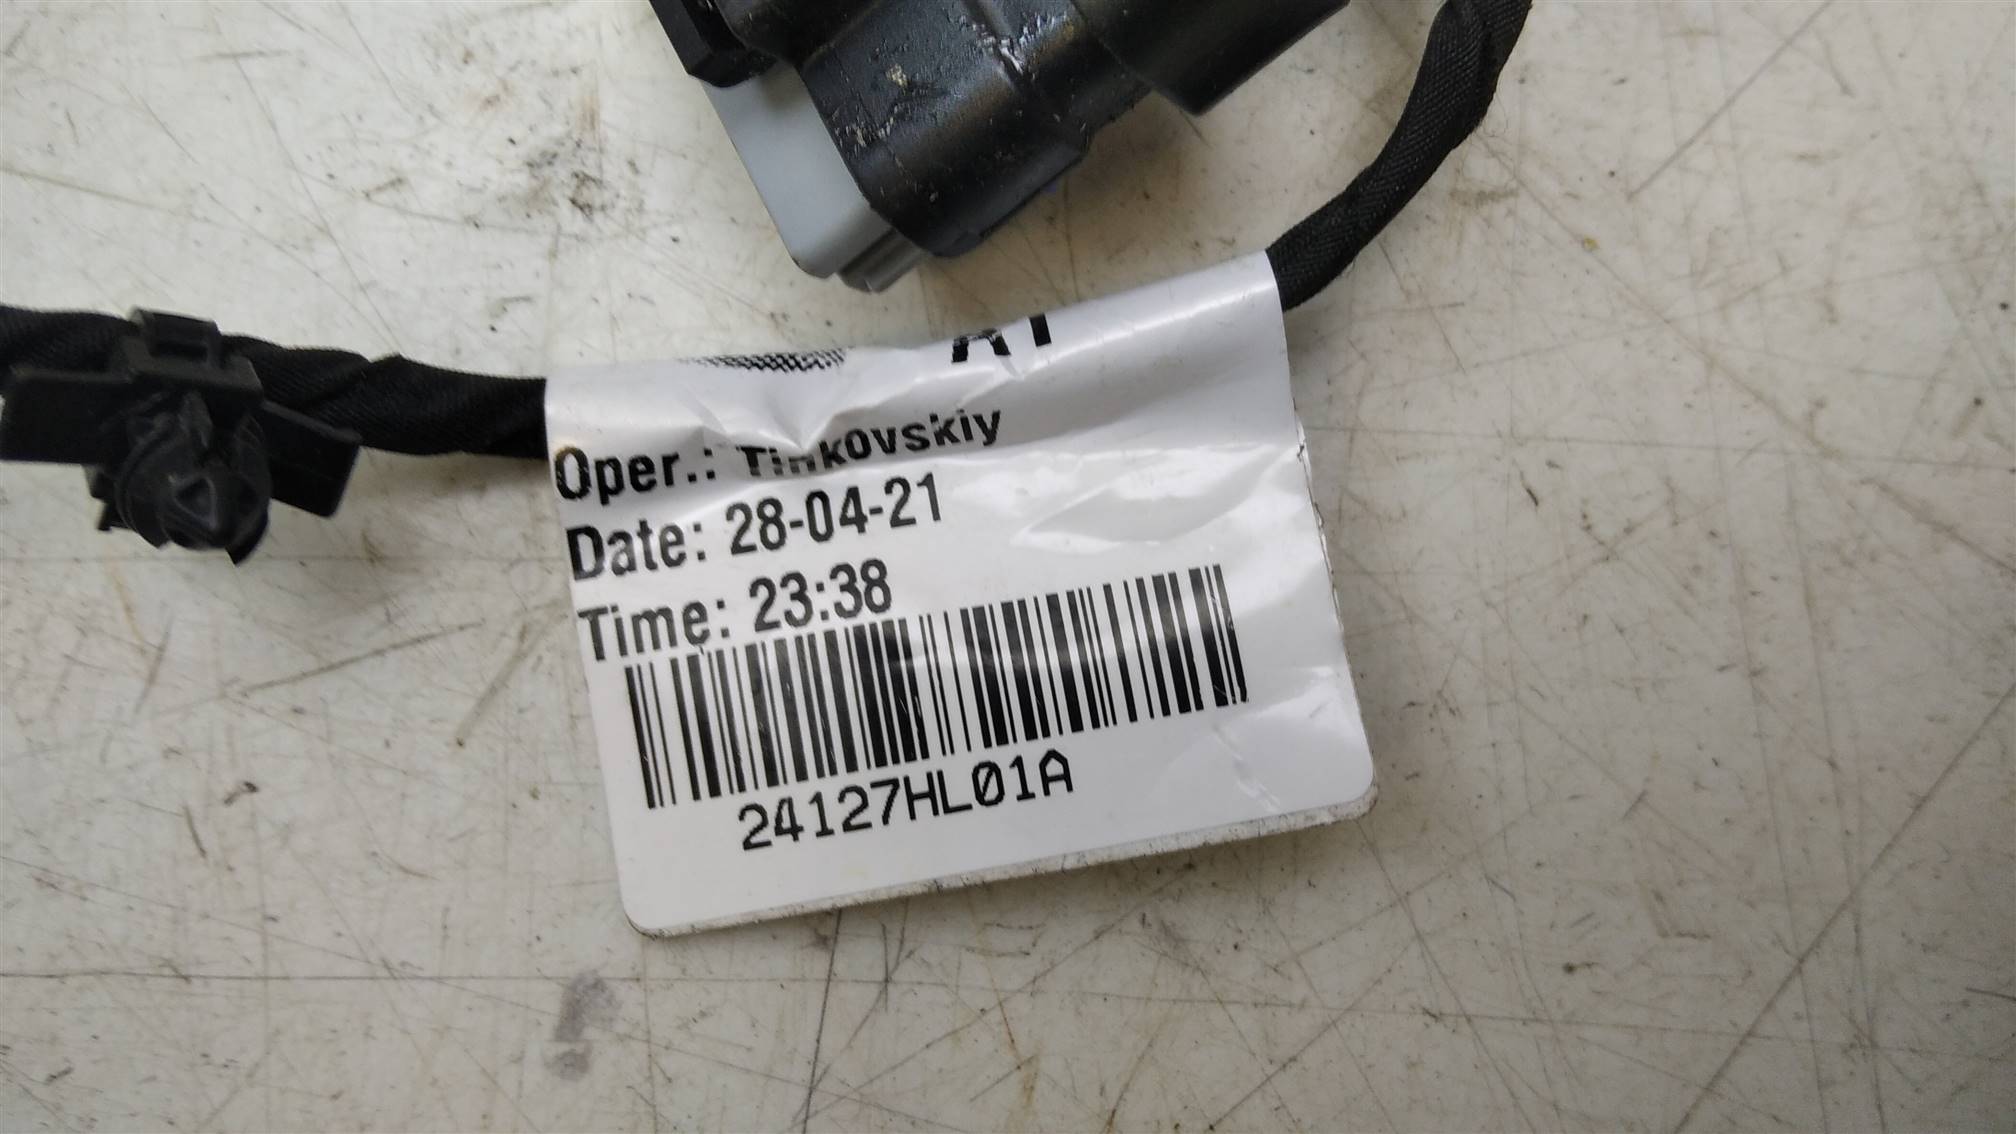 Oper.: Tinkovskiy
Date: 28-04-21
Time: 23:38
24127HL01A